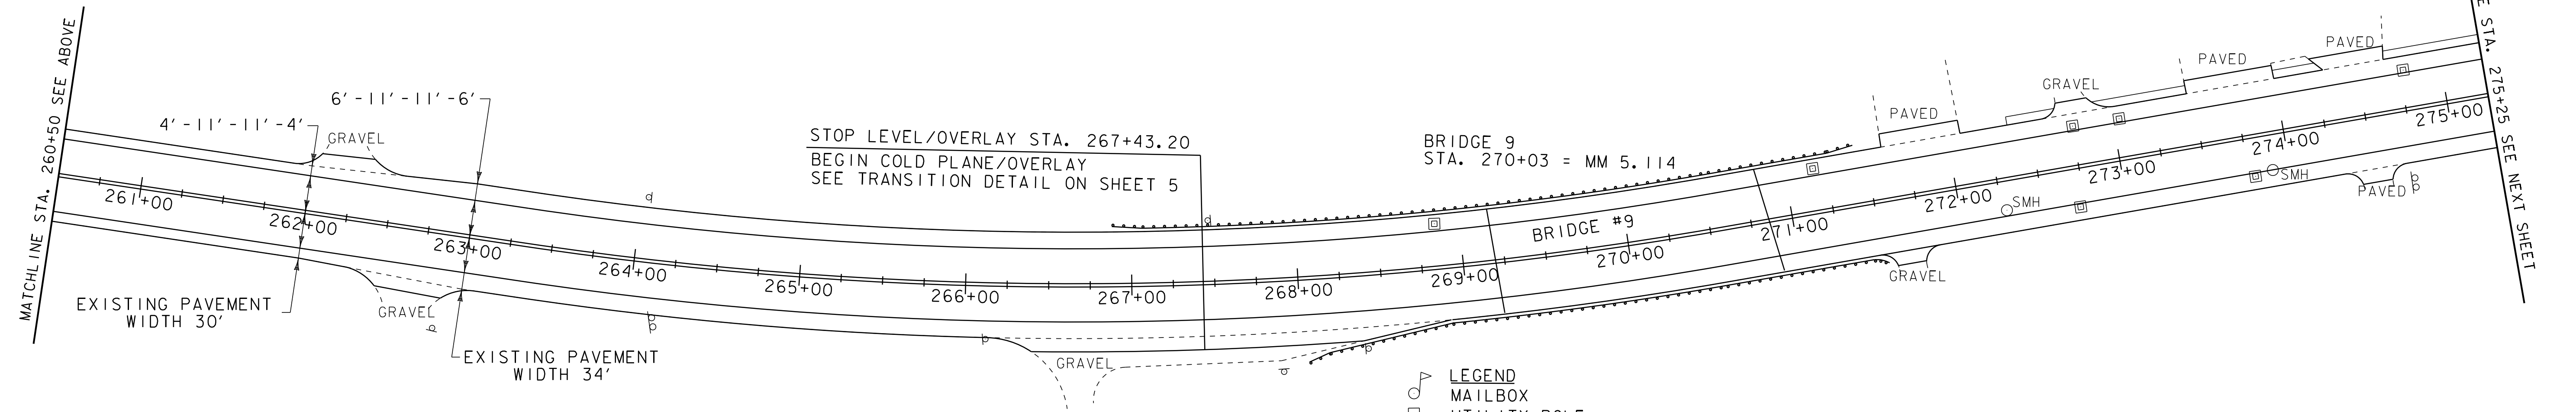 MATCHLINE STA. 260+50 SEE ABOVE
4'-11'-11'-4'
6'-11'-11'-6'
GRAVEL
261+00
262+00
263+00
264+00
265+00
266+00
267+00
268+00
269+00
270+00
271+00
272+00
273+00
274+00
275+00
EXISTING PAVEMENT
WIDTH 30'
GRAVEL
EXISTING PAVEMENT
WIDTH 34'
STOP LEVEL/OVERLAY STA. 267+43.20
BEGIN COLD PLANE/OVERLAY
SEE TRANSITION DETAIL ON SHEET 5
GRAVEL
BRIDGE 9
STA. 270+03 = MM 5.114
BRIDGE #9
PAVED
GRAVEL
PAVED
PAVED
GRAVEL
SMH
SMH
PAVED
E STA. 275+25 SEE NEXT SHEET
LEGEND
MAILBOX